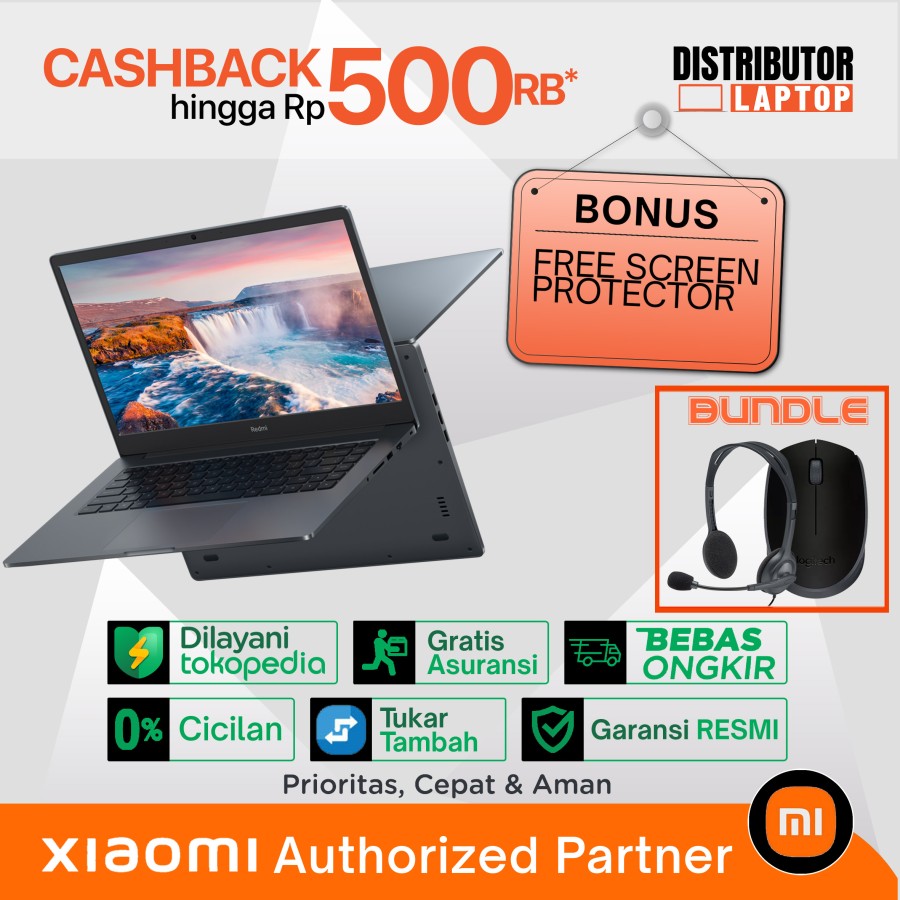 CASHBACK
hingga Rp 500RB*
DISTRIBUTOR
LAPTOP
BONUS
FREE SCREEN
PROTECTOR
Redmi
BUNDLE
logitech
Dilayani
tokopedia
Gratis
Asuransi
BEBAS
ONGKIR
0% Cicilan
Tukar
Tambah
Garansi RESMI
Prioritas, Cepat & Aman
mi
xiaomi Authorized Partner